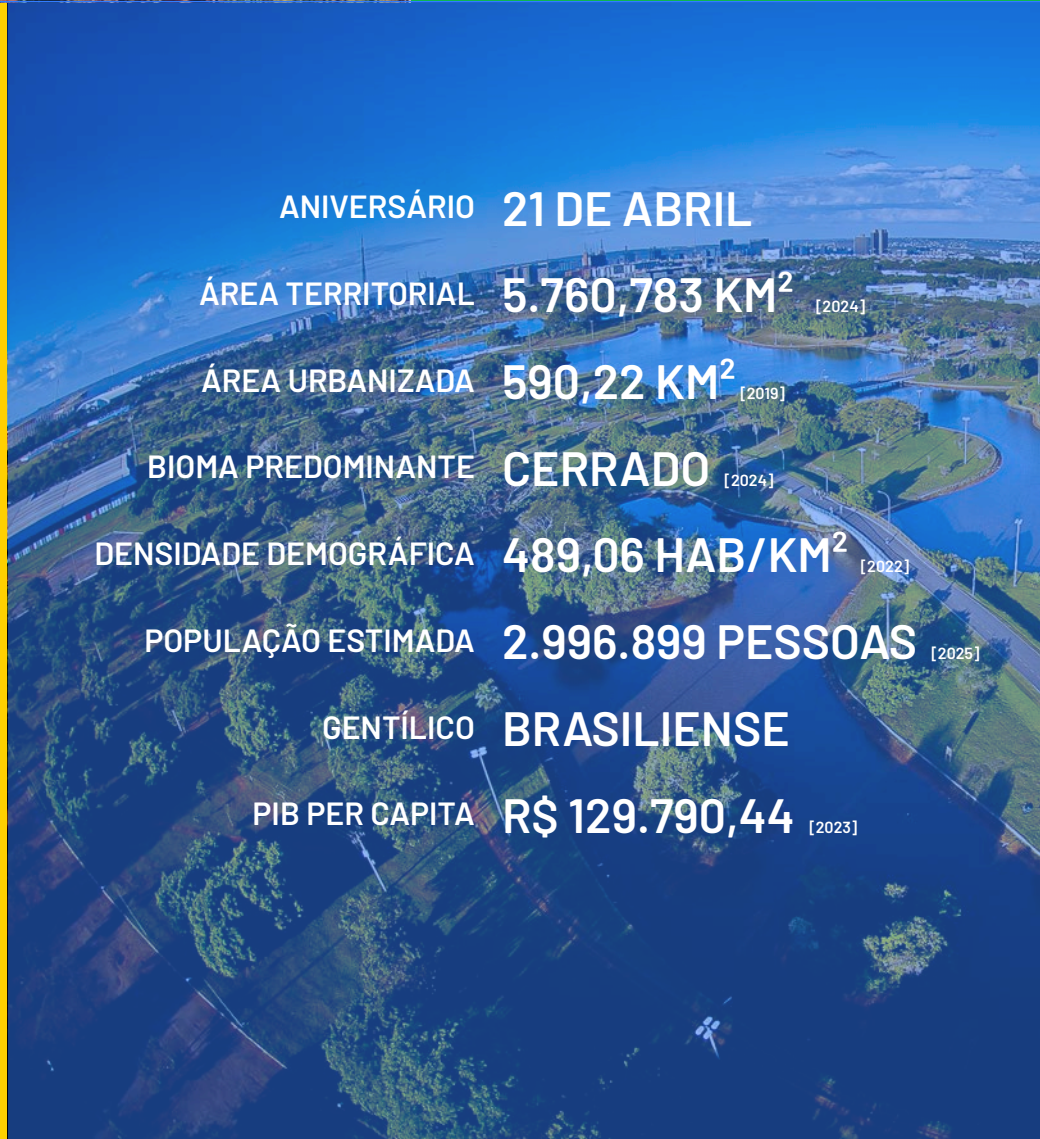 ANIVERSÁRIO 21 DE ABRIL
ÁREA TERRITORIAL 5.760,783 KM² [2024]
ÁREA URBANIZADA 590,22 KM² [2019]
BIOMA PREDOMINANTE CERRADO [2024]
DENSIDADE DEMOGRÁFICA 489,06 HAB/KM² [2022]
POPULAÇÃO ESTIMADA 2.996.899 PESSOAS [2025]
GENTÍLICO BRASILIENSE
PIB PER CAPITA R$ 129.790,44 [2023]